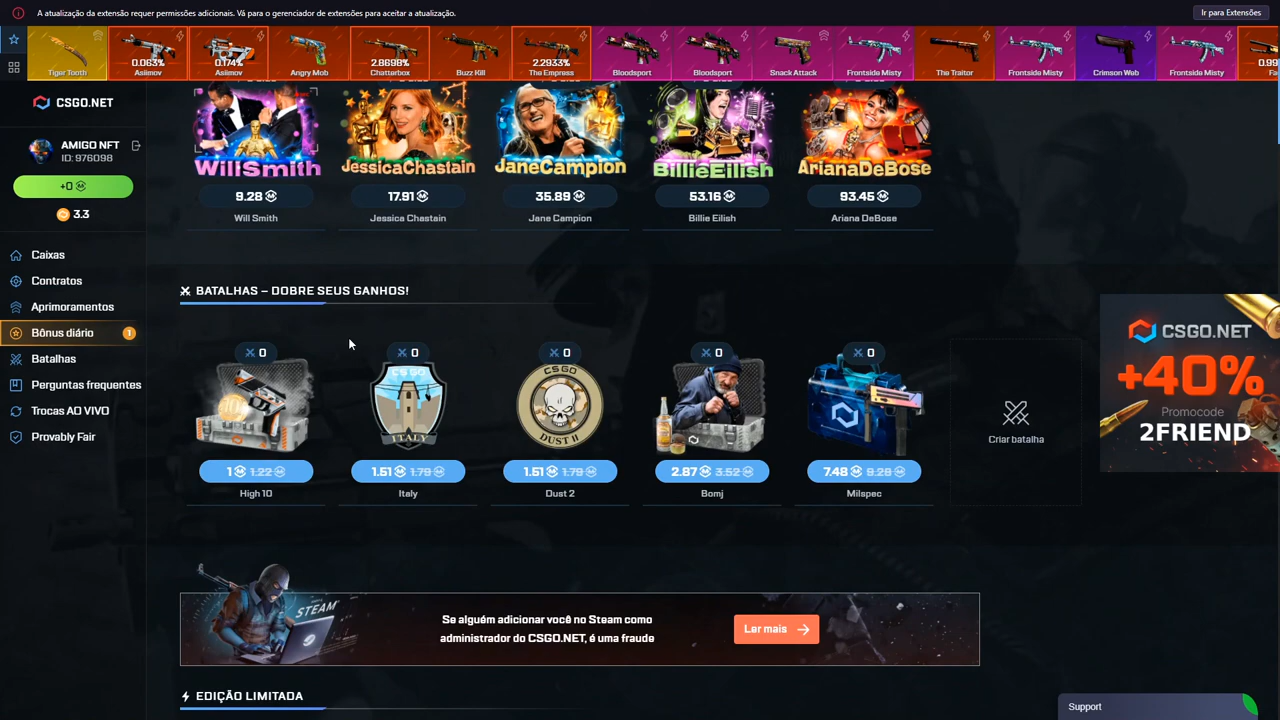 A atualização da extensão requer permissões adicionais. Vá para o gerenciador de extensões para aceitar a atualização.
Ir para Extensões
Tiger Tooth
0.063%
Asiimov
0.174%
Asiimov
Angry Mob
2.8698%
Chatterbox
Buzz Kill
2.2933%
The Empress
Bloodsport
Bloodsport
Snack Attack
Frontside Misty
The Traitor
Frontside Misty
Crimson Web
Frontside Misty
CSGO.NET
AMIGO NFT
ID: 976098
+0
3.3
Caixas
Contratos
Aprimoramentos
Bônus diário
1
Batalhas
Perguntas frequentes
Trocas AO VIVO
Provably Fair
WillSmith
JessicaChastain
JaneCampion
BillieEilish
ArianaDeBose
9.28
17.91
35.89
53.16
93.45
Will Smith
Jessica Chastain
Jane Campion
Billie Eilish
Ariana DeBose
BATALHAS – DOBRE SEUS GANHOS!
0
0
0
0
0
CS GO
ITALY
CS GO
DUST II
1 1.22
1.51 1.79
1.51 1.79
2.87 3.52
7.48 9.28
High 10
Italy
Dust 2
Bomj
Milspec
Criar batalha
CSGO.NET
+40%
Promocode
2FRIEND
STEAM
Se alguém adicionar você no Steam como
administrador do CSGO.NET, é uma fraude
Ler mais
EDIÇÃO LIMITADA
Support